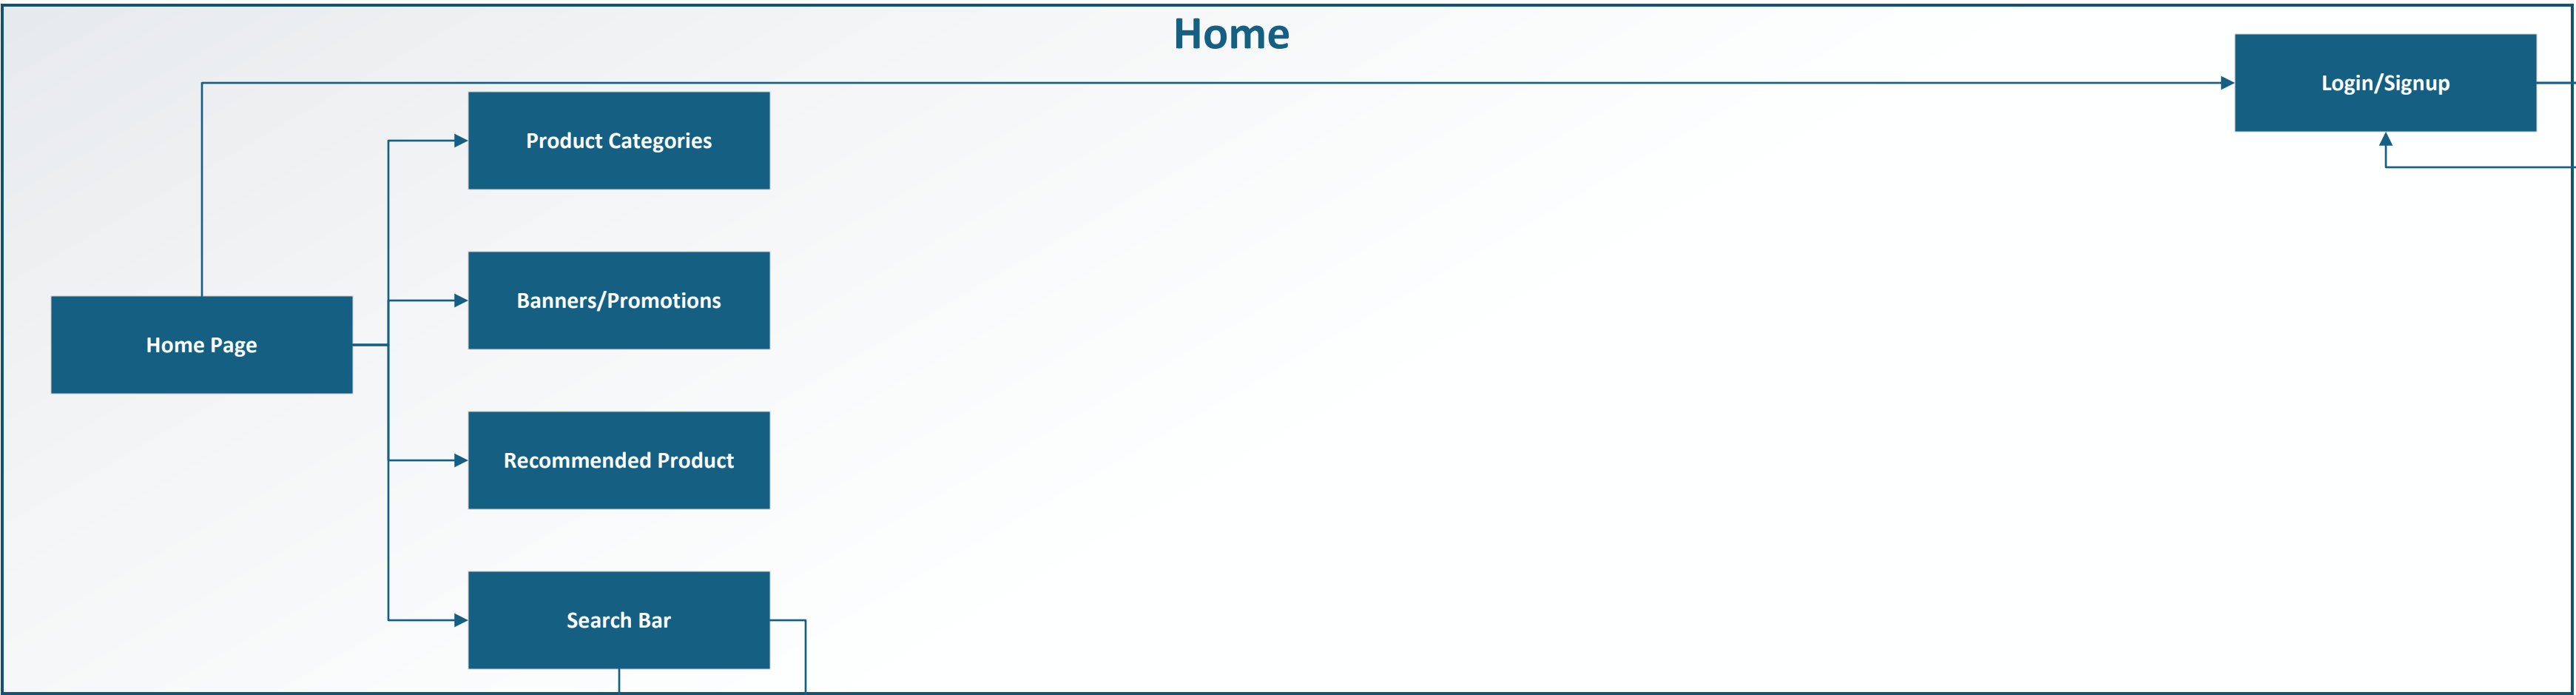 Home
Login/Signup
Product Categories
Banners/Promotions
Home Page
Recommended Product
Search Bar